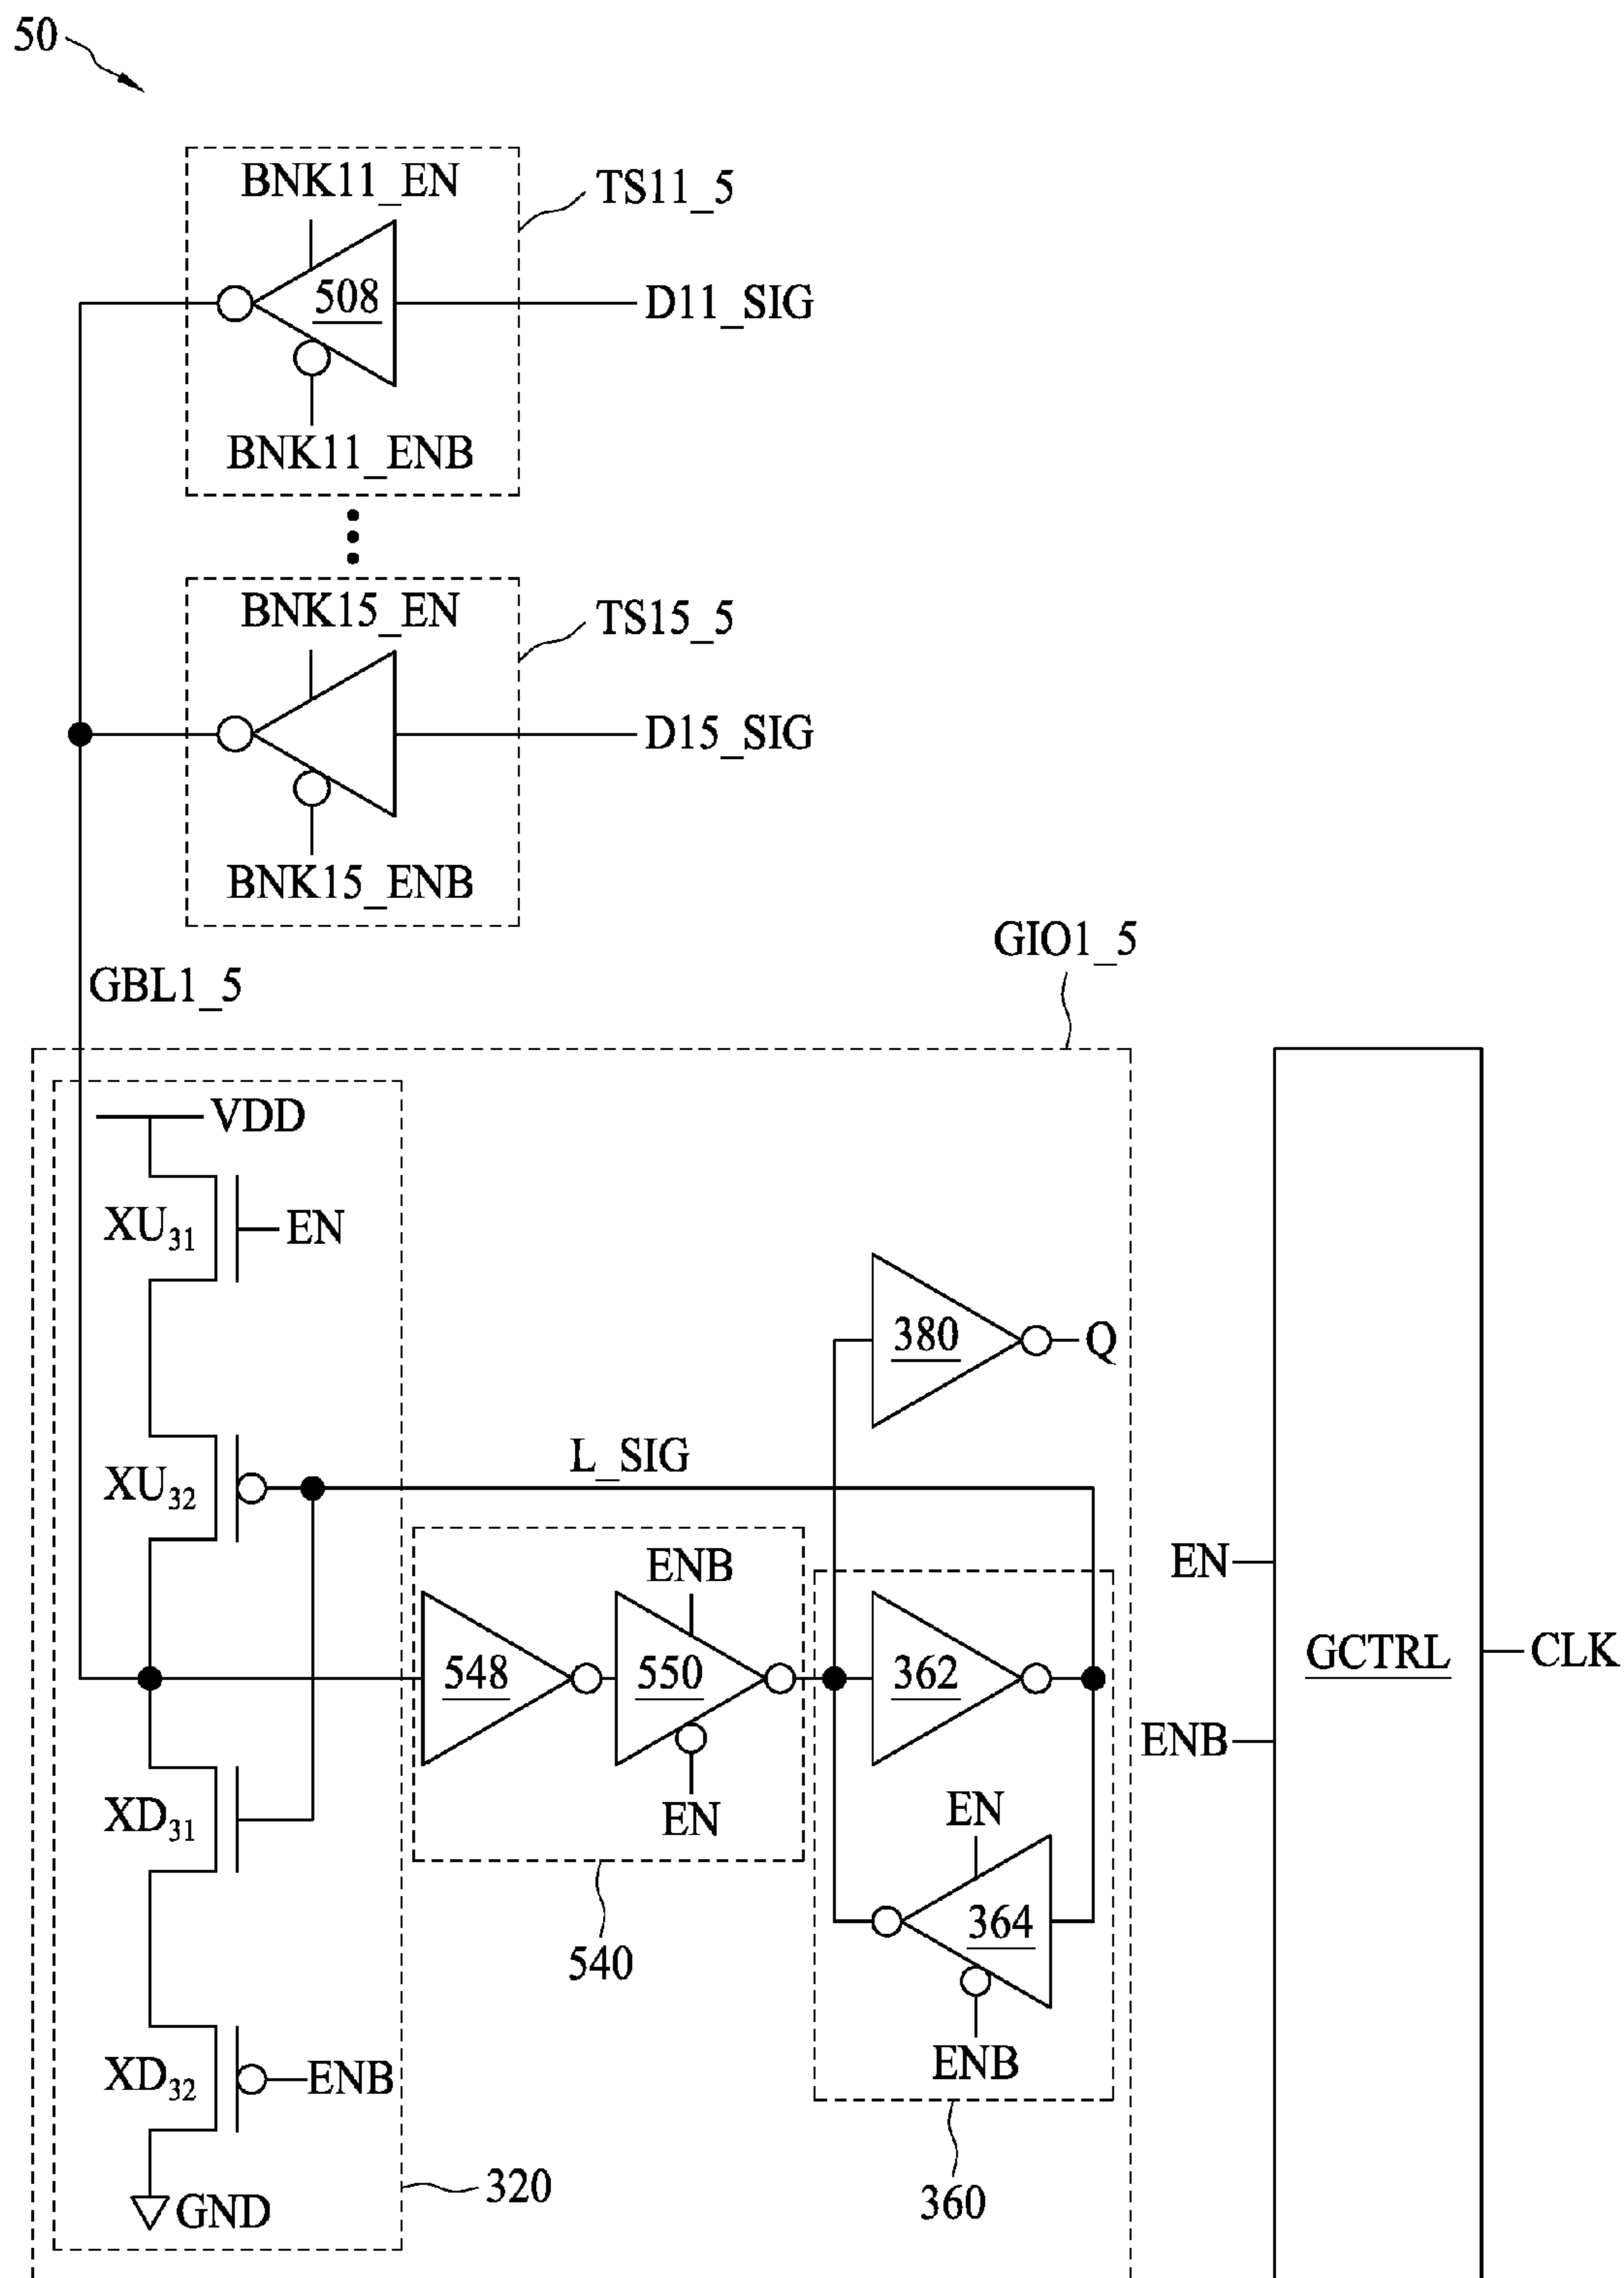 50
BNK11_EN
TS11_5
508
D11_SIG
BNK11_ENB
BNK15_EN
TS15_5
D15_SIG
BNK15_ENB
GIO1_5
GBL1_5
VDD
XU31
EN
380
Q
L_SIG
XU32
ENB
EN
548
550
362
GCTRL
CLK
ENB
XD31
EN
EN
364
540
ENB
XD32
ENB
320
360
GND